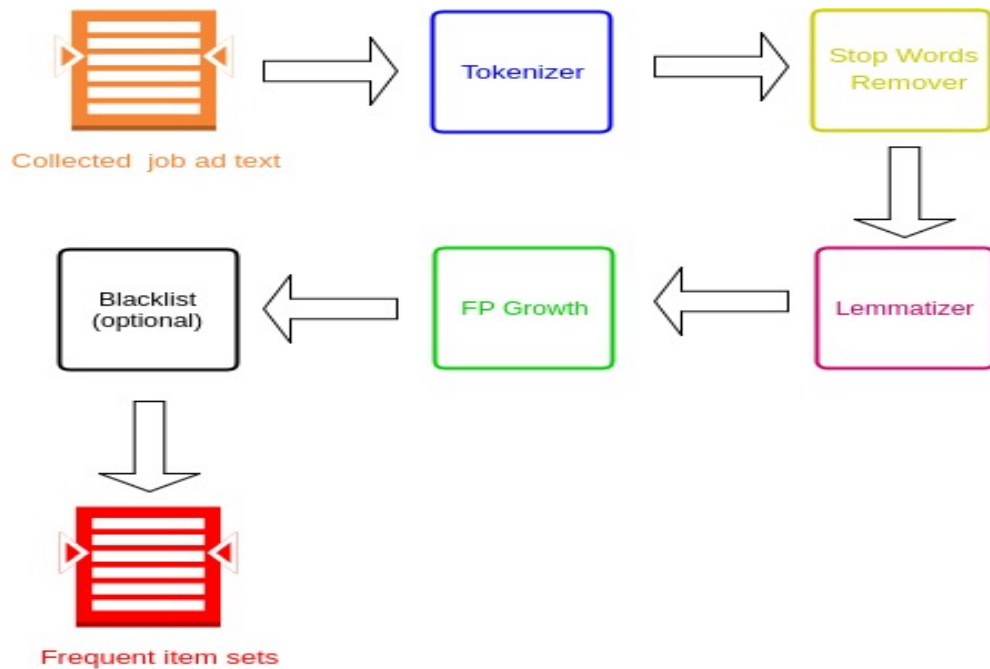 Tokenizer
Stop Words
Remover
Collected job ad text
Lemmatizer
FP Growth
Blacklist
(optional)
Frequent item sets